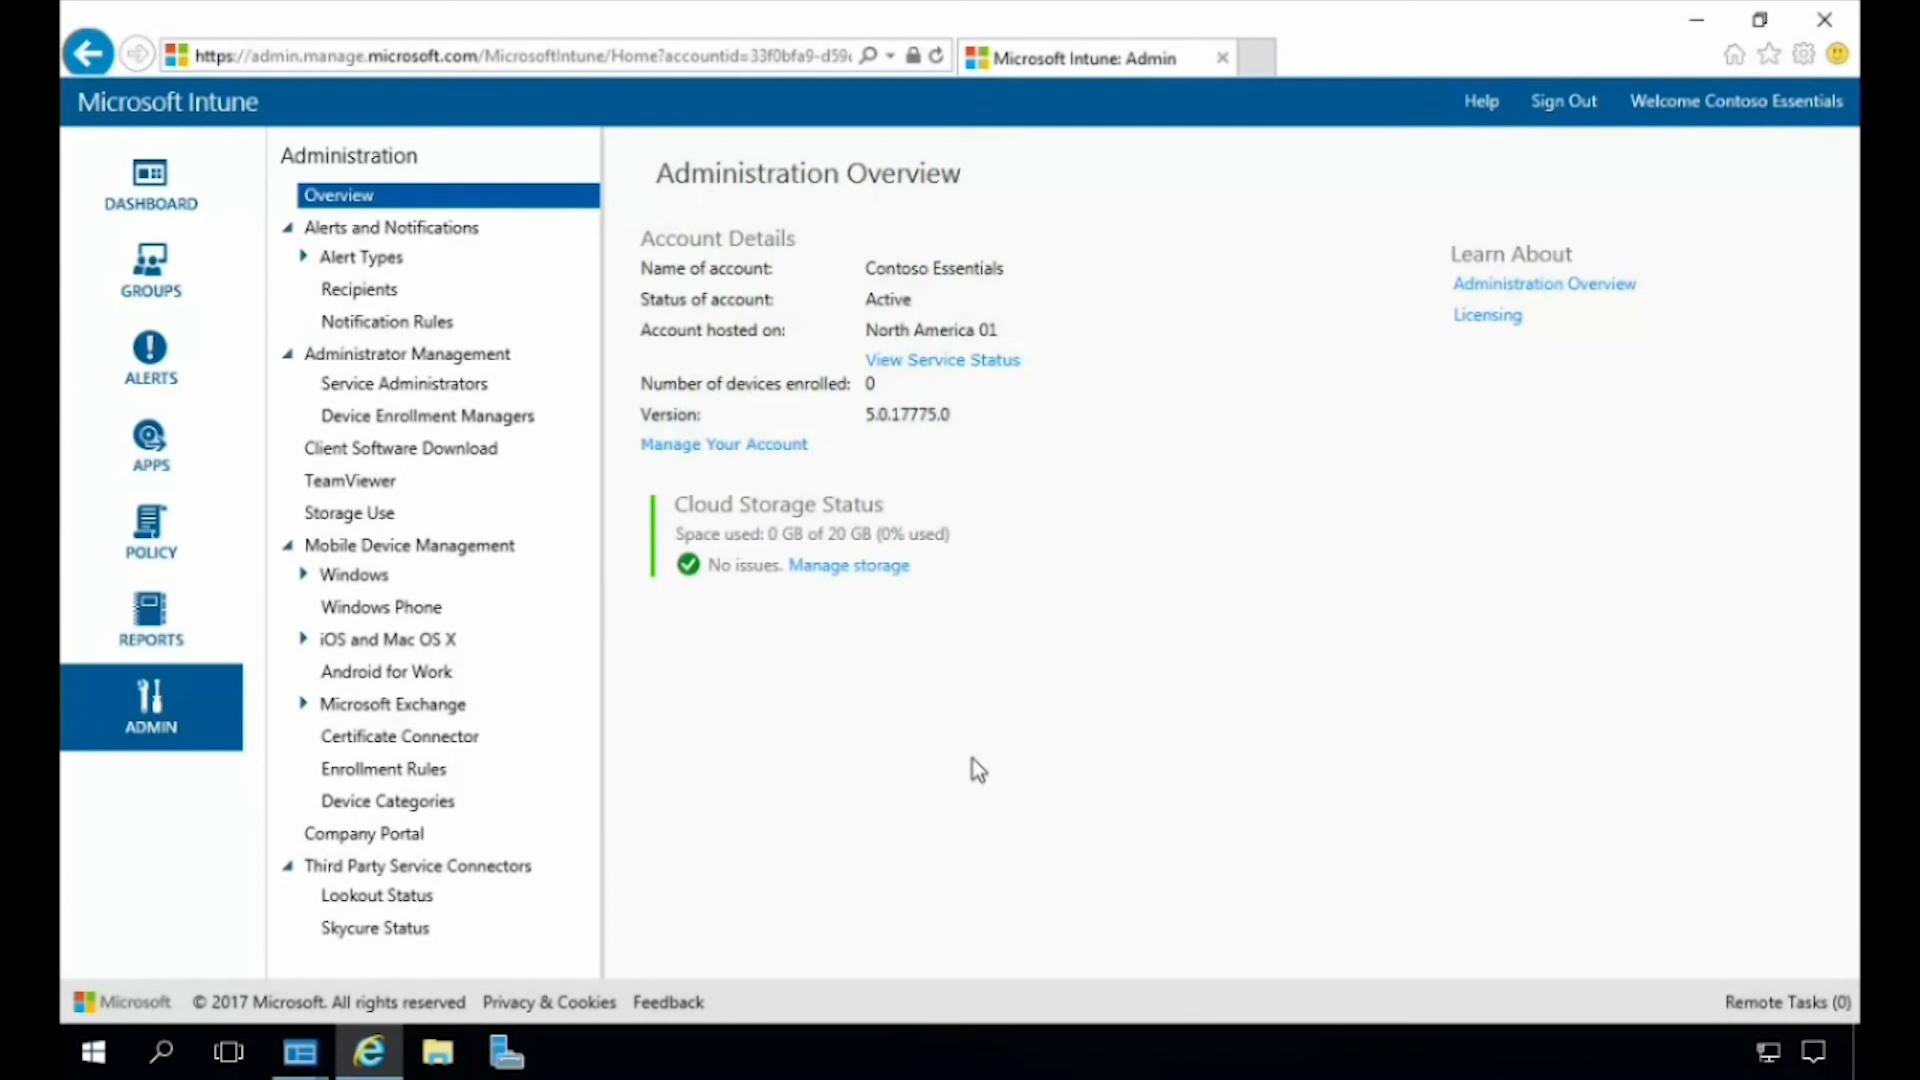 https://admin.manage.microsoft.com/MicrosoftIntune/Home?accountid=33f0bfa9-d59
Microsoft Intune: Admin
Microsoft Intune
Help
Sign Out
Welcome Contoso Essentials
DASHBOARD
GROUPS
ALERTS
APPS
POLICY
REPORTS
ADMIN
Administration
Overview
Alerts and Notifications
Alert Types
Recipients
Notification Rules
Administrator Management
Service Administrators
Device Enrollment Managers
Client Software Download
TeamViewer
Storage Use
Mobile Device Management
Windows
Windows Phone
iOS and Mac OS X
Android for Work
Microsoft Exchange
Certificate Connector
Enrollment Rules
Device Categories
Company Portal
Third Party Service Connectors
Lookout Status
Skycure Status
Administration Overview
Account Details
Name of account: Contoso Essentials
Status of account: Active
Account hosted on: North America 01
View Service Status
Number of devices enrolled: 0
Version: 5.0.17775.0
Manage Your Account
Cloud Storage Status
Space used: 0 GB of 20 GB (0% used)
No issues. Manage storage
Learn About
Administration Overview
Licensing
Microsoft © 2017 Microsoft. All rights reserved Privacy & Cookies Feedback
Remote Tasks (0)